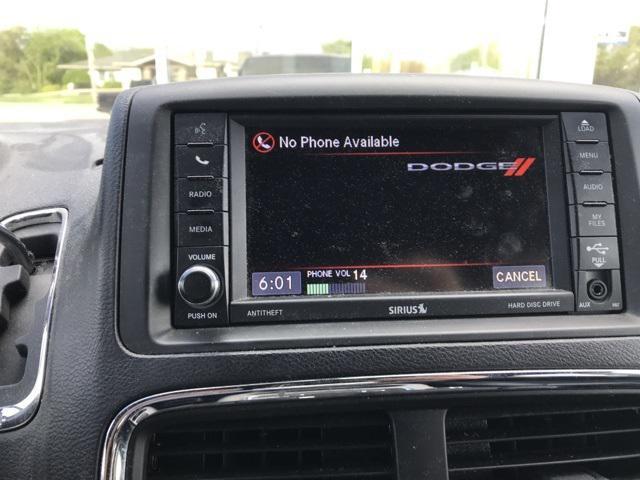 No Phone Available
DODGE
6:01
PHONE VOL 14
CANCEL
RADIO
MEDIA
VOLUME
PUSH ON
LOAD
MENU
AUDIO
MY
FILES
PULL
AUX
ANTITHEFT
SIRIUS
HARD DISC DRIVE